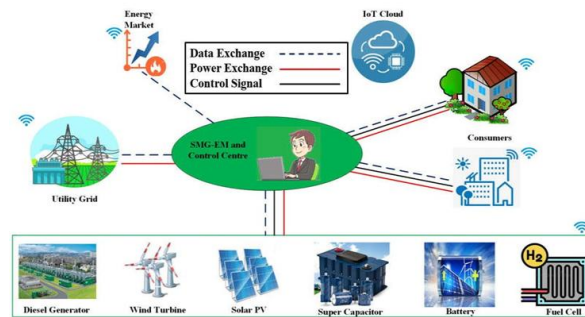 Energy
Market
IoT Cloud
Data Exchange
Power Exchange
Control Signal
Consumers
SMG-EM and
Control Centre
Utility Grid
H2
Diesel Generator
Wind Turbine
Solar PV
Super Capacitor
Battery
Fuel Cell